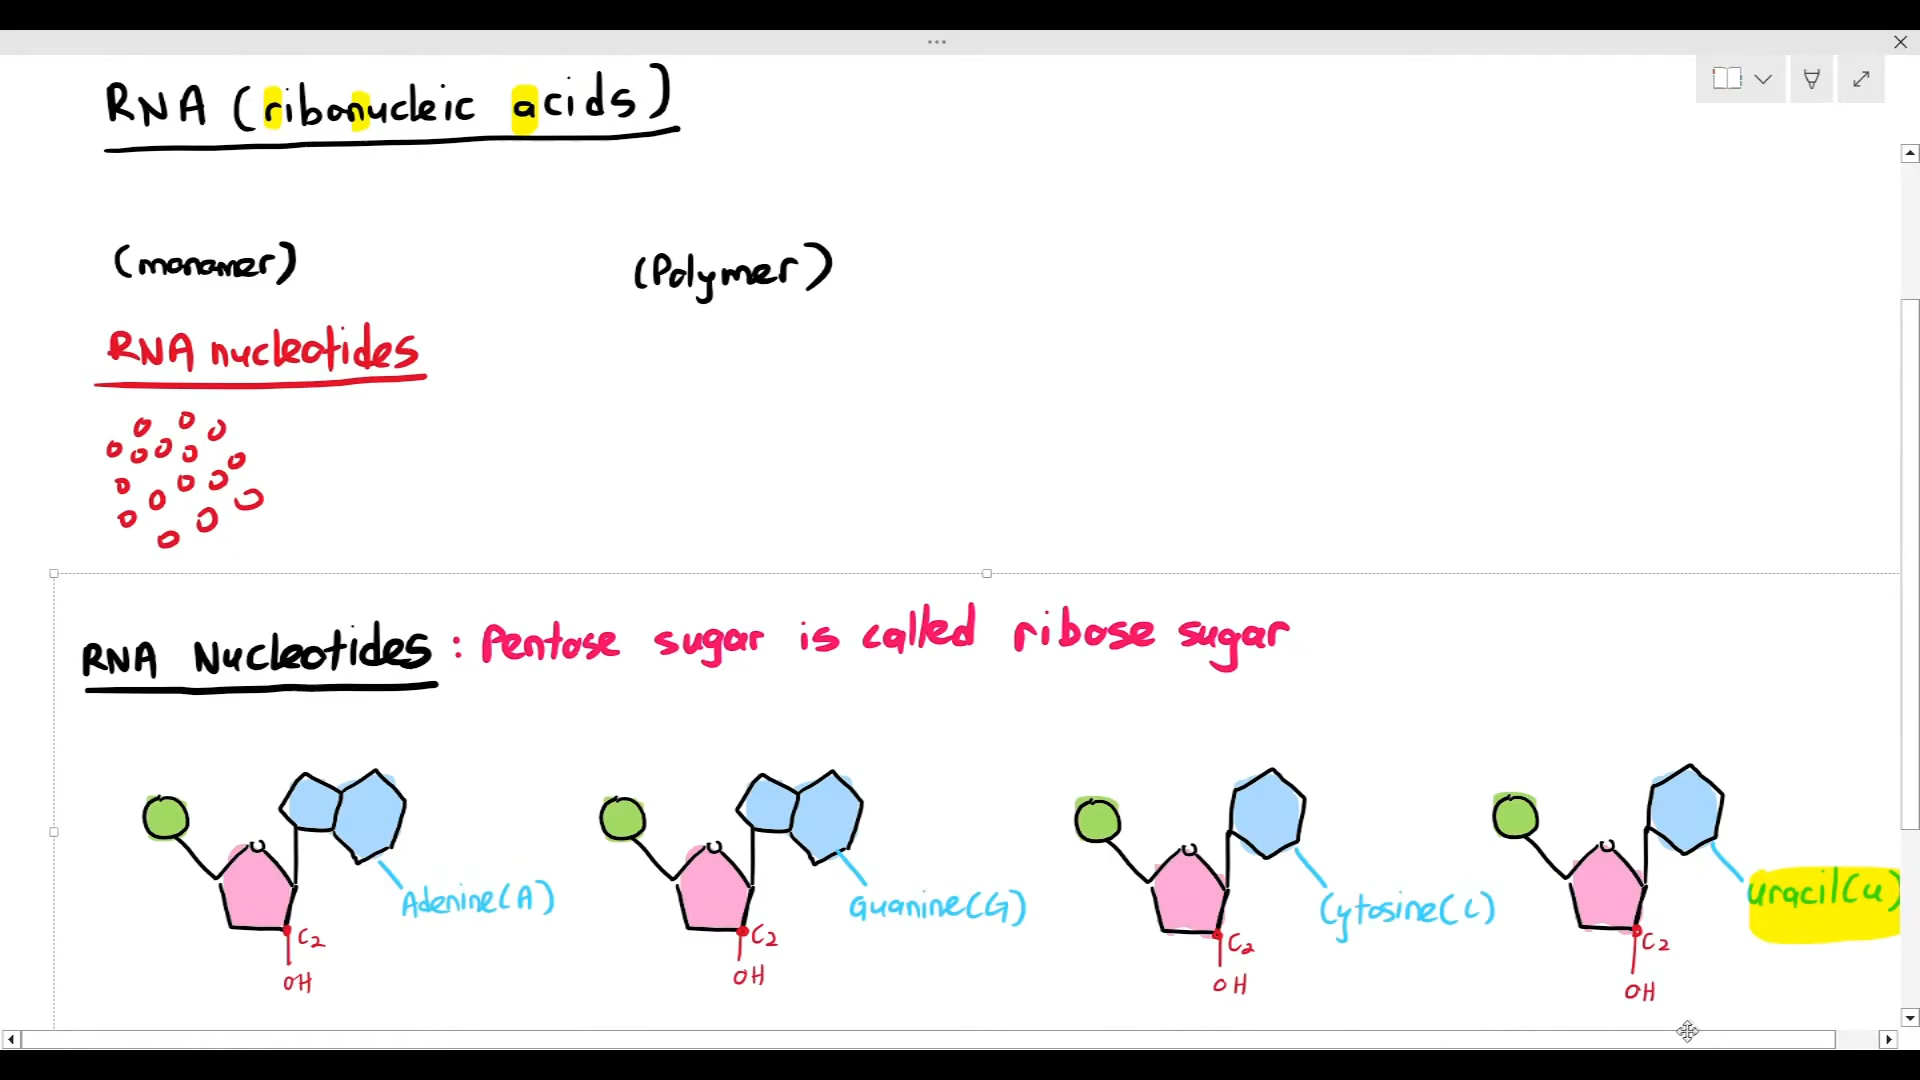 RNA (ribonucleic acids)
(monomer)
(Polymer)
RNA nucleotides
RNA Nucleotides : Pentose sugar is called ribose sugar
O
O
O
O
Adenine(A)
Guanine(G)
Cytosine(C)
uracil(u)
C2
C2
C2
C2
OH
OH
OH
OH